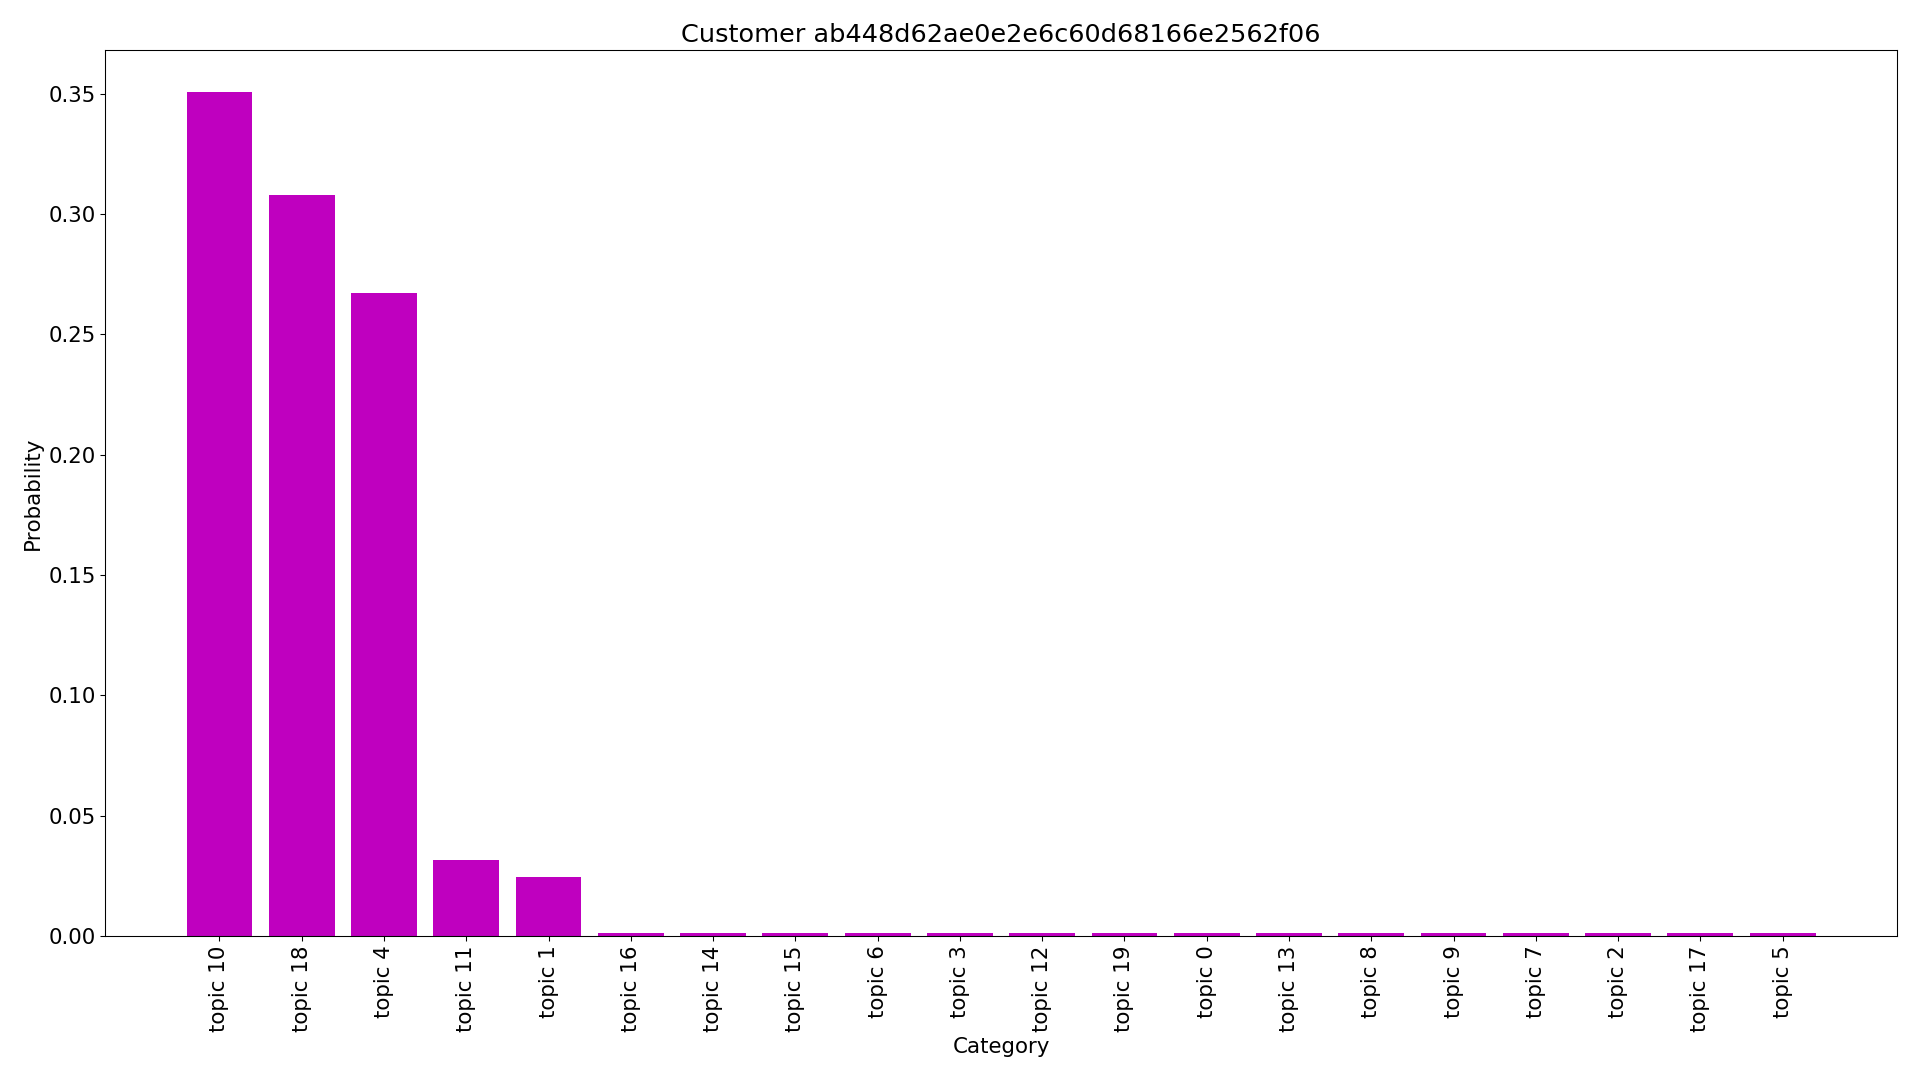 Customer ab448d62ae0e2e6c60d68166e2562f06
Probability
0.35
0.30
0.25
0.20
0.15
0.10
0.05
0.00
topic 10
topic 18
topic 4
topic 11
topic 1
topic 16
topic 14
topic 15
topic 6
topic 3
topic 12
topic 19
topic 0
topic 13
topic 8
topic 9
topic 7
topic 2
topic 17
topic 5
Category